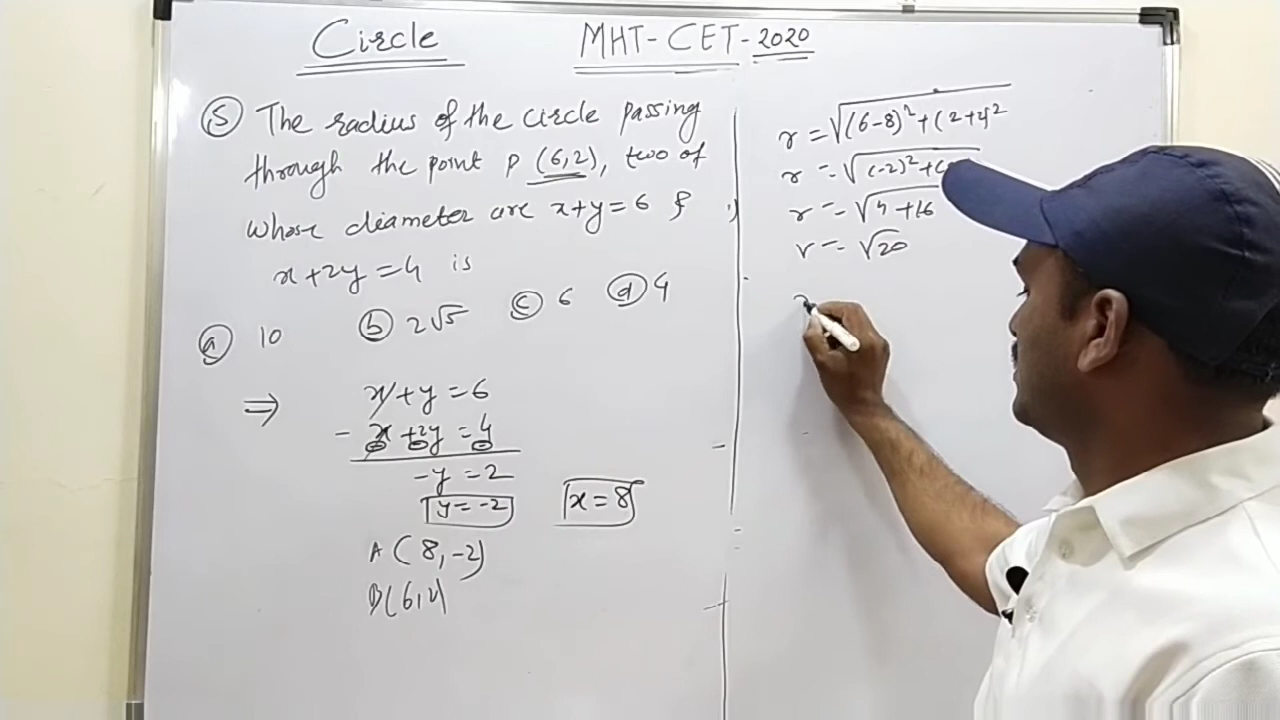 Circle MHT-CET-2020
⑤ The radius of the circle passing
through the point P (6,2), two of
whose diameter are x+y=6 &
x+2y=4 is
ⓐ 10 ⓑ 2√5 ⓒ 6 ⓓ 4
⇒ x+y=6
- x+2y=4
-y=2
y=-2 x=8
A(8,-2)
B(6,2)
r=√(6-8)²+(2+2)²
r=√(-2)²+(
r=√4+16
r=√20